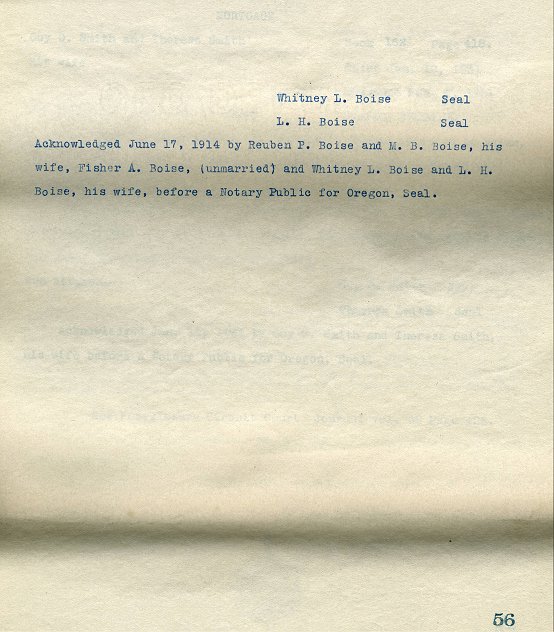 MORTGAGE
Whitney L. Boise Seal
L. H. Boise Seal
Acknowledged June 17, 1914 by Reuben P. Boise and M. B. Boise, his
wife, Fisher A. Boise, (unmarried) and Whitney L. Boise and L. H.
Boise, his wife, before a Notary Public for Oregon, Seal.
56